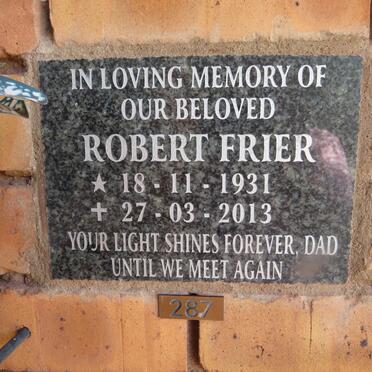 IN LOVING MEMORY OF
OUR BELOVED
ROBERT FRIER
★ 18 - 11 - 1931
✝ 27 - 03 - 2013
YOUR LIGHT SHINES FOREVER, DAD
UNTIL WE MEET AGAIN
287